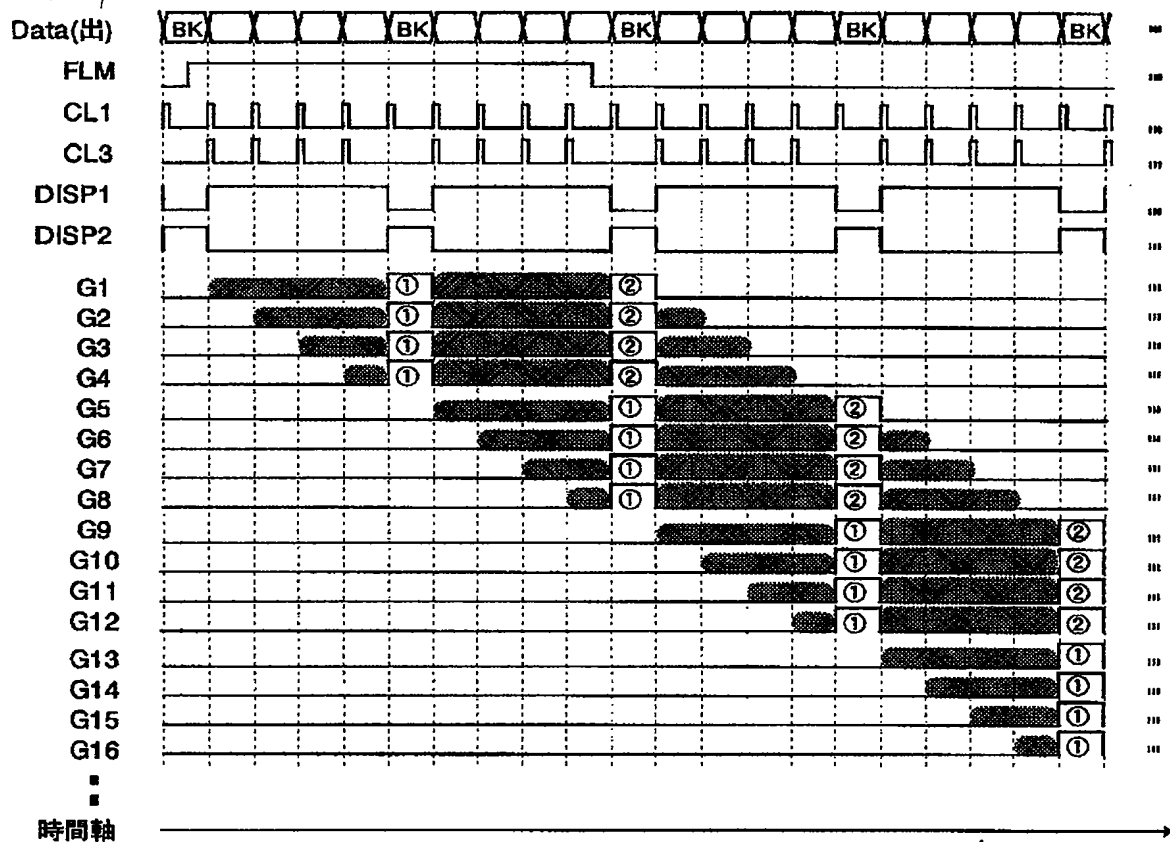 Data(出) BK BK BK BK BK
FLM
CL1
CL3
DISP1
DISP2
G1 ① ②
G2 ① ②
G3 ① ②
G4 ① ②
G5 ① ②
G6 ① ②
G7 ① ②
G8 ① ②
G9 ① ②
G10 ① ②
G11 ① ②
G12 ① ②
G13 ①
G14 ①
G15 ①
G16 ①
時間軸